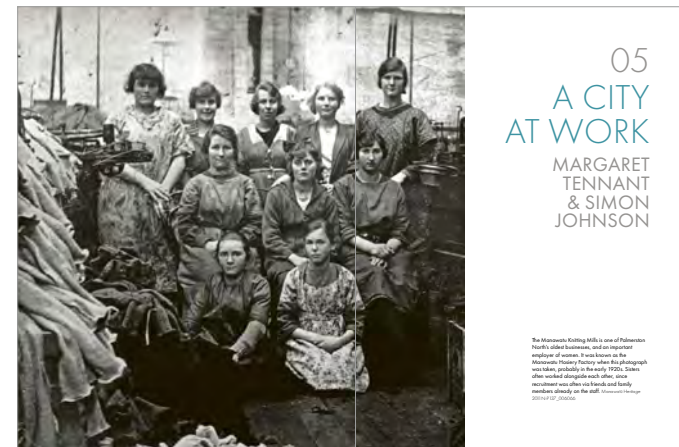 05
A CITY
AT WORK
MARGARET
TENNANT
& SIMON
JOHNSON
The Manawatu Knitting Mills is one of Palmerston
North's oldest businesses, and an important
employer of women. It was known as the
Manawatu Hosiery Factory when this photograph
was taken, probably in the early 1920s. Sisters
often worked alongside each other, since
recruitment was often via friends and family
members already on the staff. Manawatū Heritage